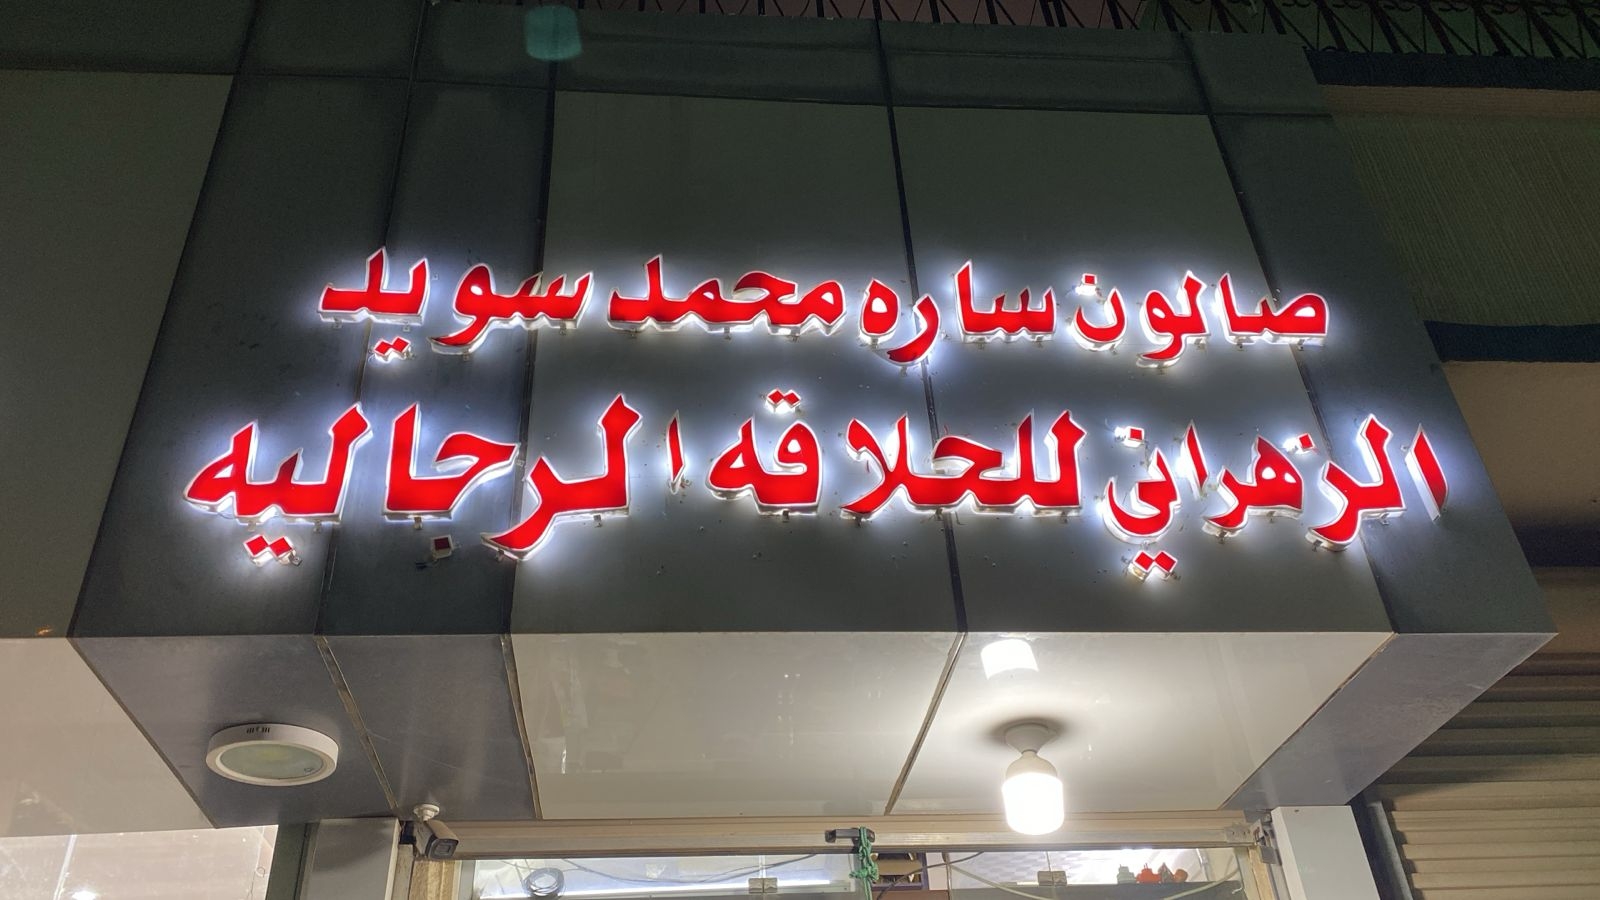 صالون ساره محمد سويد
الزهراني للحلاقه الرجاليه